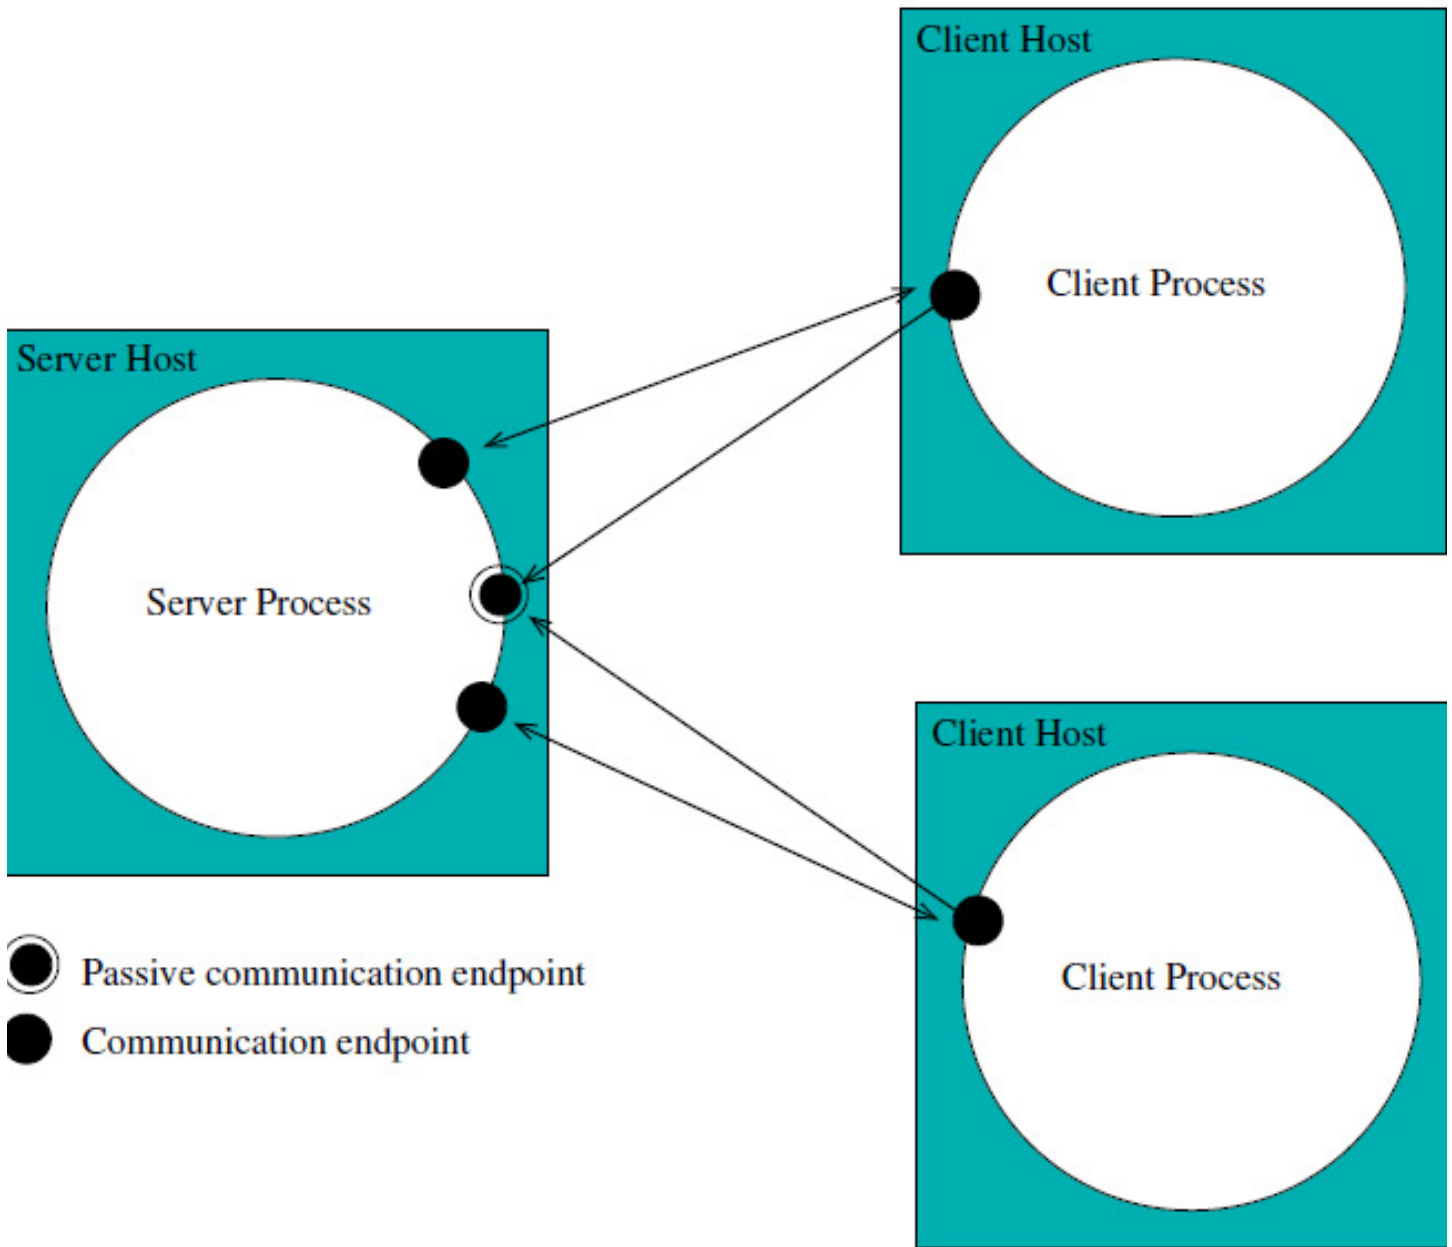 Client Host
Client Process
Server Host
Server Process
Client Host
Client Process
Passive communication endpoint
Communication endpoint